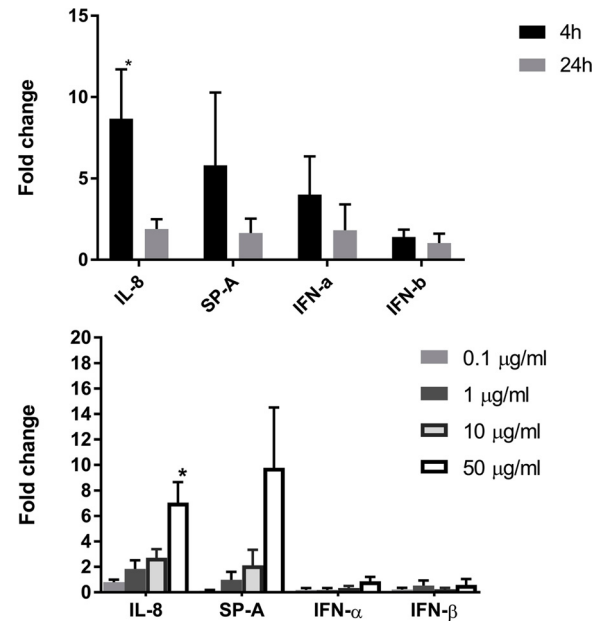 15
10
5
0
Fold change
*
4h
24h
IL-8
SP-A
IFN-a
IFN-b
20
18
16
14
12
10
8
6
4
2
0
Fold change
*
0.1 µg/ml
1 µg/ml
10 µg/ml
50 µg/ml
IL-8
SP-A
IFN-α
IFN-β